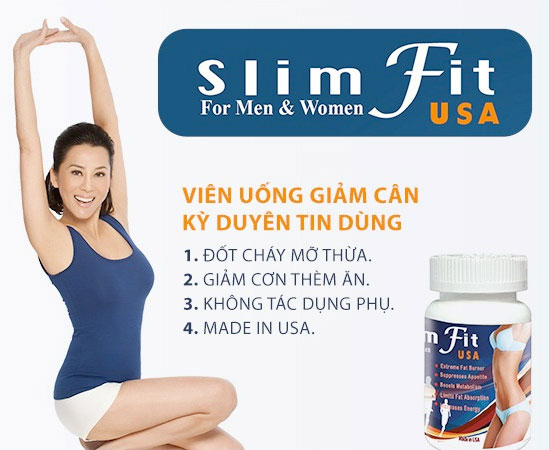 Slim Fit
For Men & Women
USA
VIÊN UỐNG GIẢM CÂN
KỲ DUYÊN TIN DÙNG
1. ĐỐT CHÁY MỠ THỪA.
2. GIẢM CƠN THÈM ĂN.
3. KHÔNG TÁC DỤNG PHỤ.
4. MADE IN USA.
Fit
USA
Extreme Fat Burner
Suppresses Appetite
Boosts Metabolism
Limits Fat Absorption
Energy
Made in USA